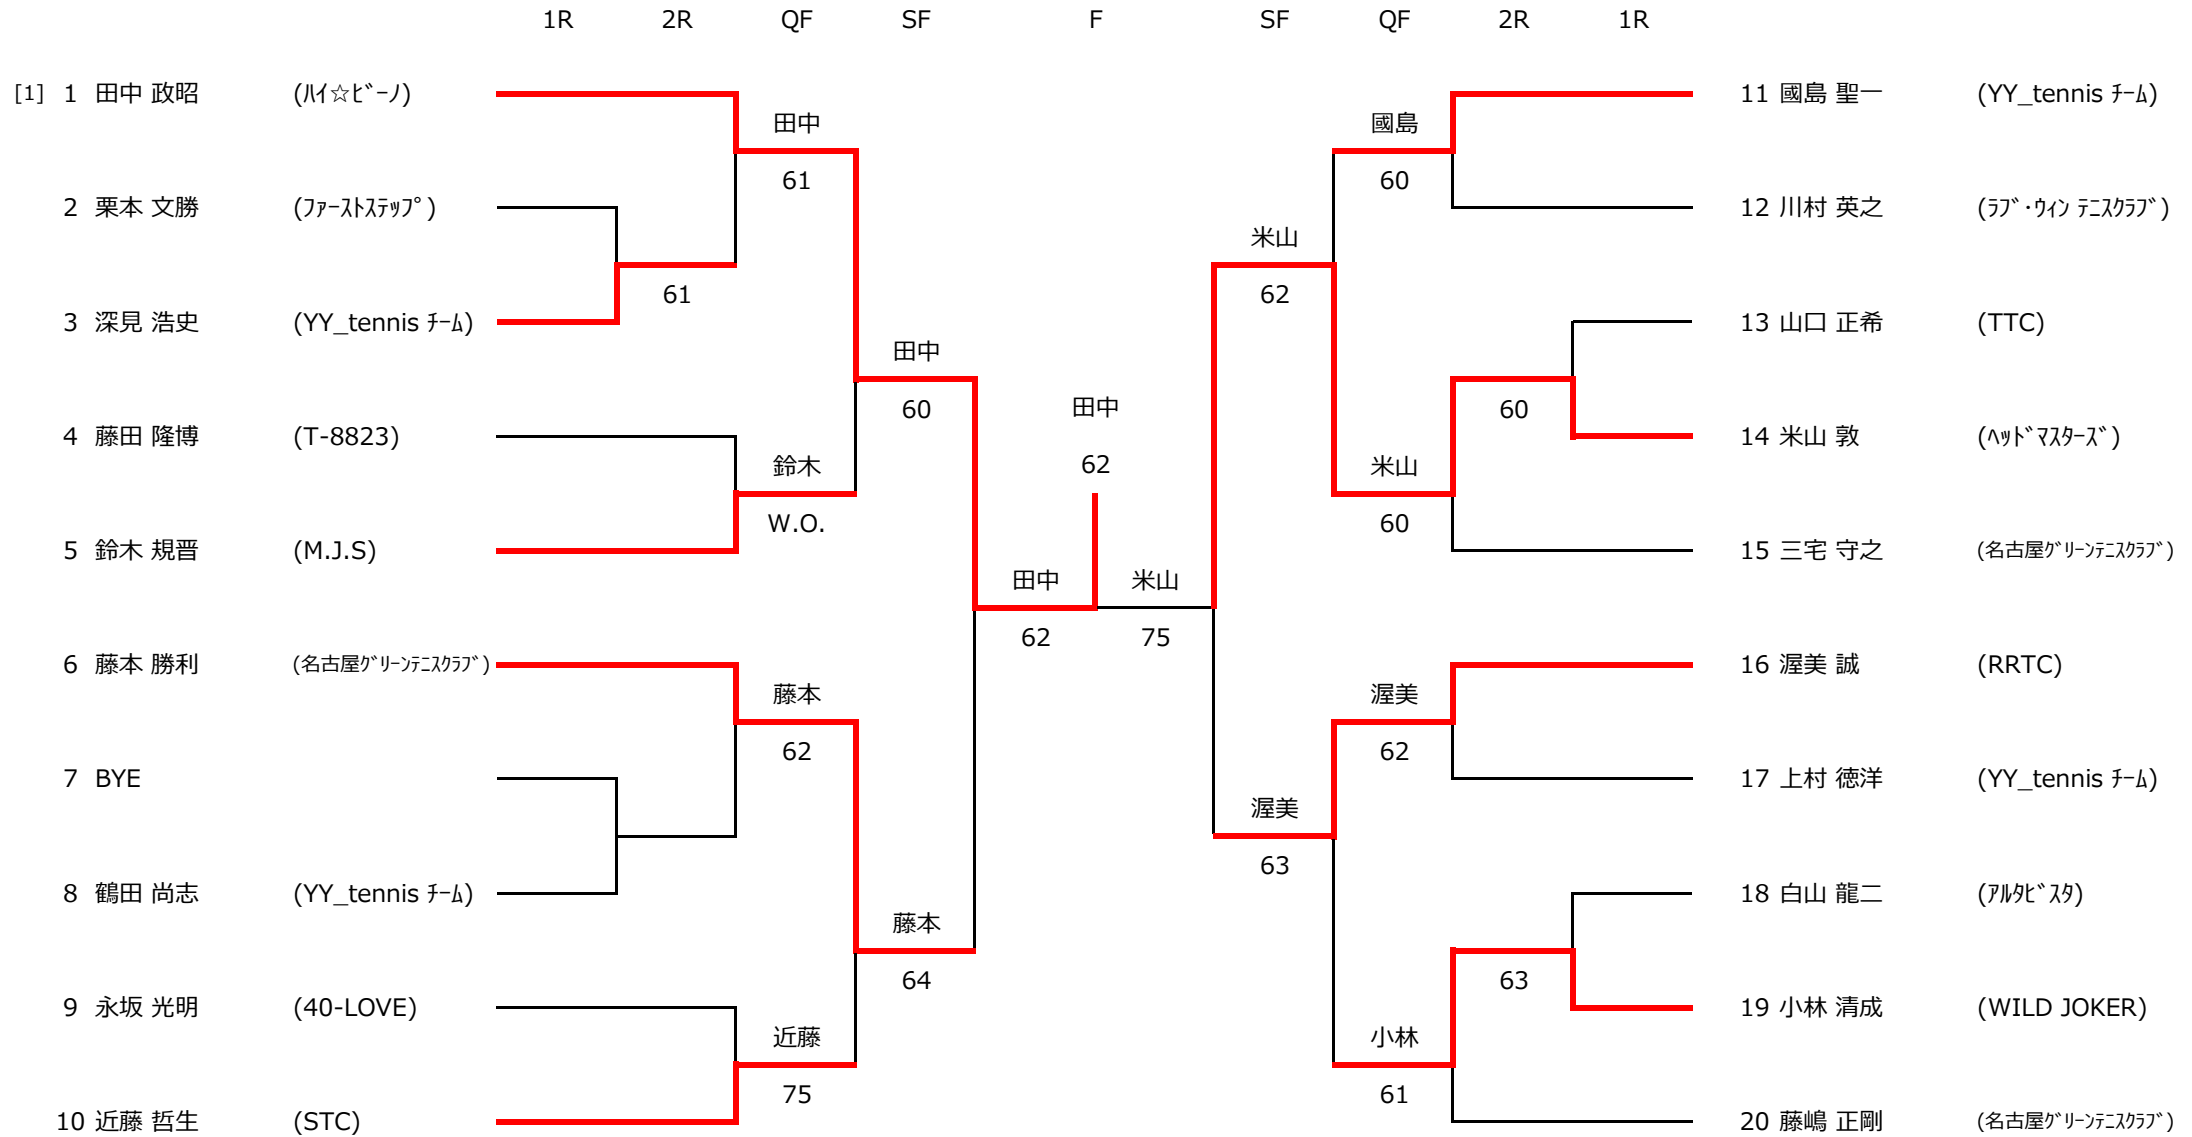 1R 2R QF SF F SF QF 2R 1R
[1] 1 田中 政昭 (ﾊｲ☆ﾋﾞｰﾉ) 11 國島 聖一 (YY_tennis ﾁｰﾑ)
田中 國島
61 60
2 栗本 文勝 (ﾌｧｰｽﾄｽﾃｯﾌﾟ) 12 川村 英之 (ﾗﾌﾞ･ｳｨﾝ ﾃﾆｽｸﾗﾌﾞ)
米山
61 62
3 深見 浩史 (YY_tennis ﾁｰﾑ) 13 山口 正希 (TTC)
田中
60 田中 60
4 藤田 隆博 (T-8823) 14 米山 敦 (ﾍｯﾄﾞﾏｽﾀｰｽﾞ)
鈴木 62 米山
W.O. 60
5 鈴木 規晋 (M.J.S) 15 三宅 守之 (名古屋ｸﾞﾘｰﾝﾃﾆｽｸﾗﾌﾞ)
田中 米山
62 75
6 藤本 勝利 (名古屋ｸﾞﾘｰﾝﾃﾆｽｸﾗﾌﾞ) 16 渥美 誠 (RRTC)
藤本 渥美
62 62
7 BYE 17 上村 徳洋 (YY_tennis ﾁｰﾑ)
渥美
63
8 鶴田 尚志 (YY_tennis ﾁｰﾑ) 18 白山 龍二 (ｱﾙﾀﾋﾞｽﾀ)
藤本
64 63
9 永坂 光明 (40-LOVE) 19 小林 清成 (WILD JOKER)
近藤 小林
75 61
10 近藤 哲生 (STC) 20 藤嶋 正剛 (名古屋ｸﾞﾘｰﾝﾃﾆｽｸﾗﾌﾞ)